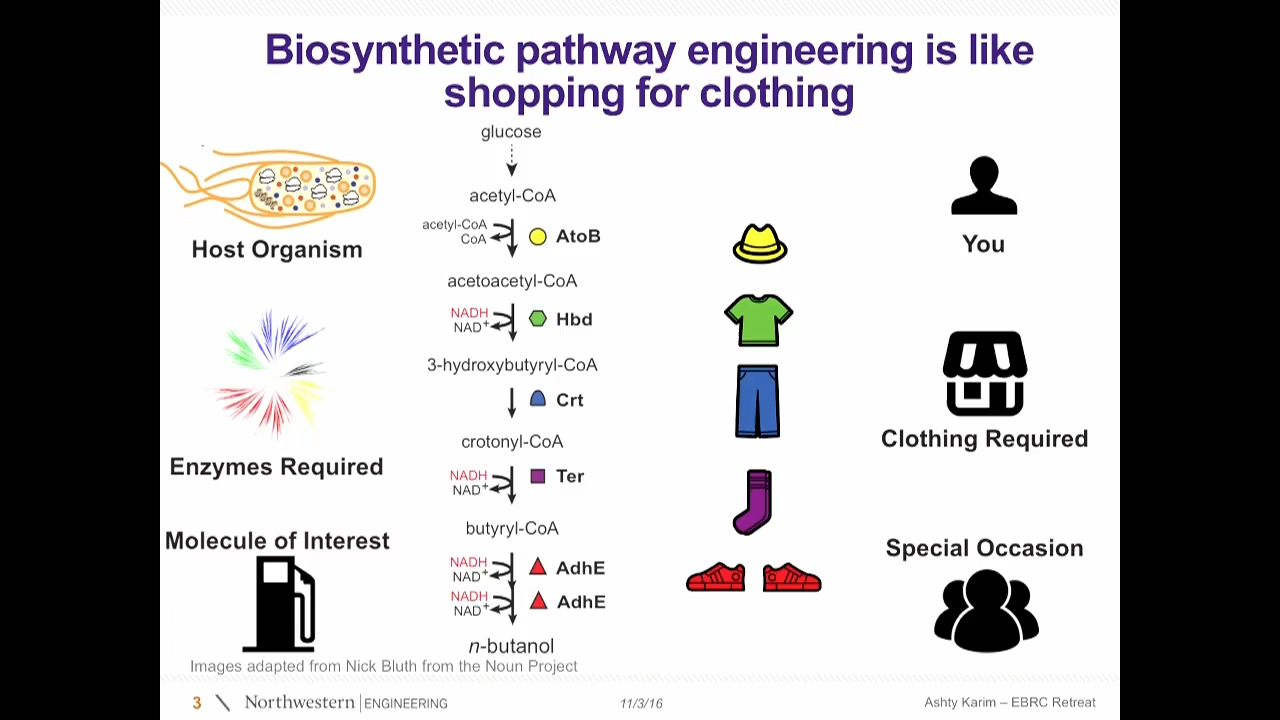 Biosynthetic pathway engineering is like
shopping for clothing
Host Organism
Enzymes Required
Molecule of Interest
glucose
acetyl-CoA
acetyl-CoA
CoA
AtoB
acetoacetyl-CoA
NADH
NAD+
Hbd
3-hydroxybutyryl-CoA
Crt
crotonyl-CoA
NADH
NAD+
Ter
butyryl-CoA
NADH
NAD+
AdhE
NADH
NAD+
AdhE
n-butanol
You
Clothing Required
Special Occasion
Images adapted from Nick Bluth from the Noun Project
3 Northwestern | ENGINEERING
11/3/16
Ashty Karim – EBRC Retreat